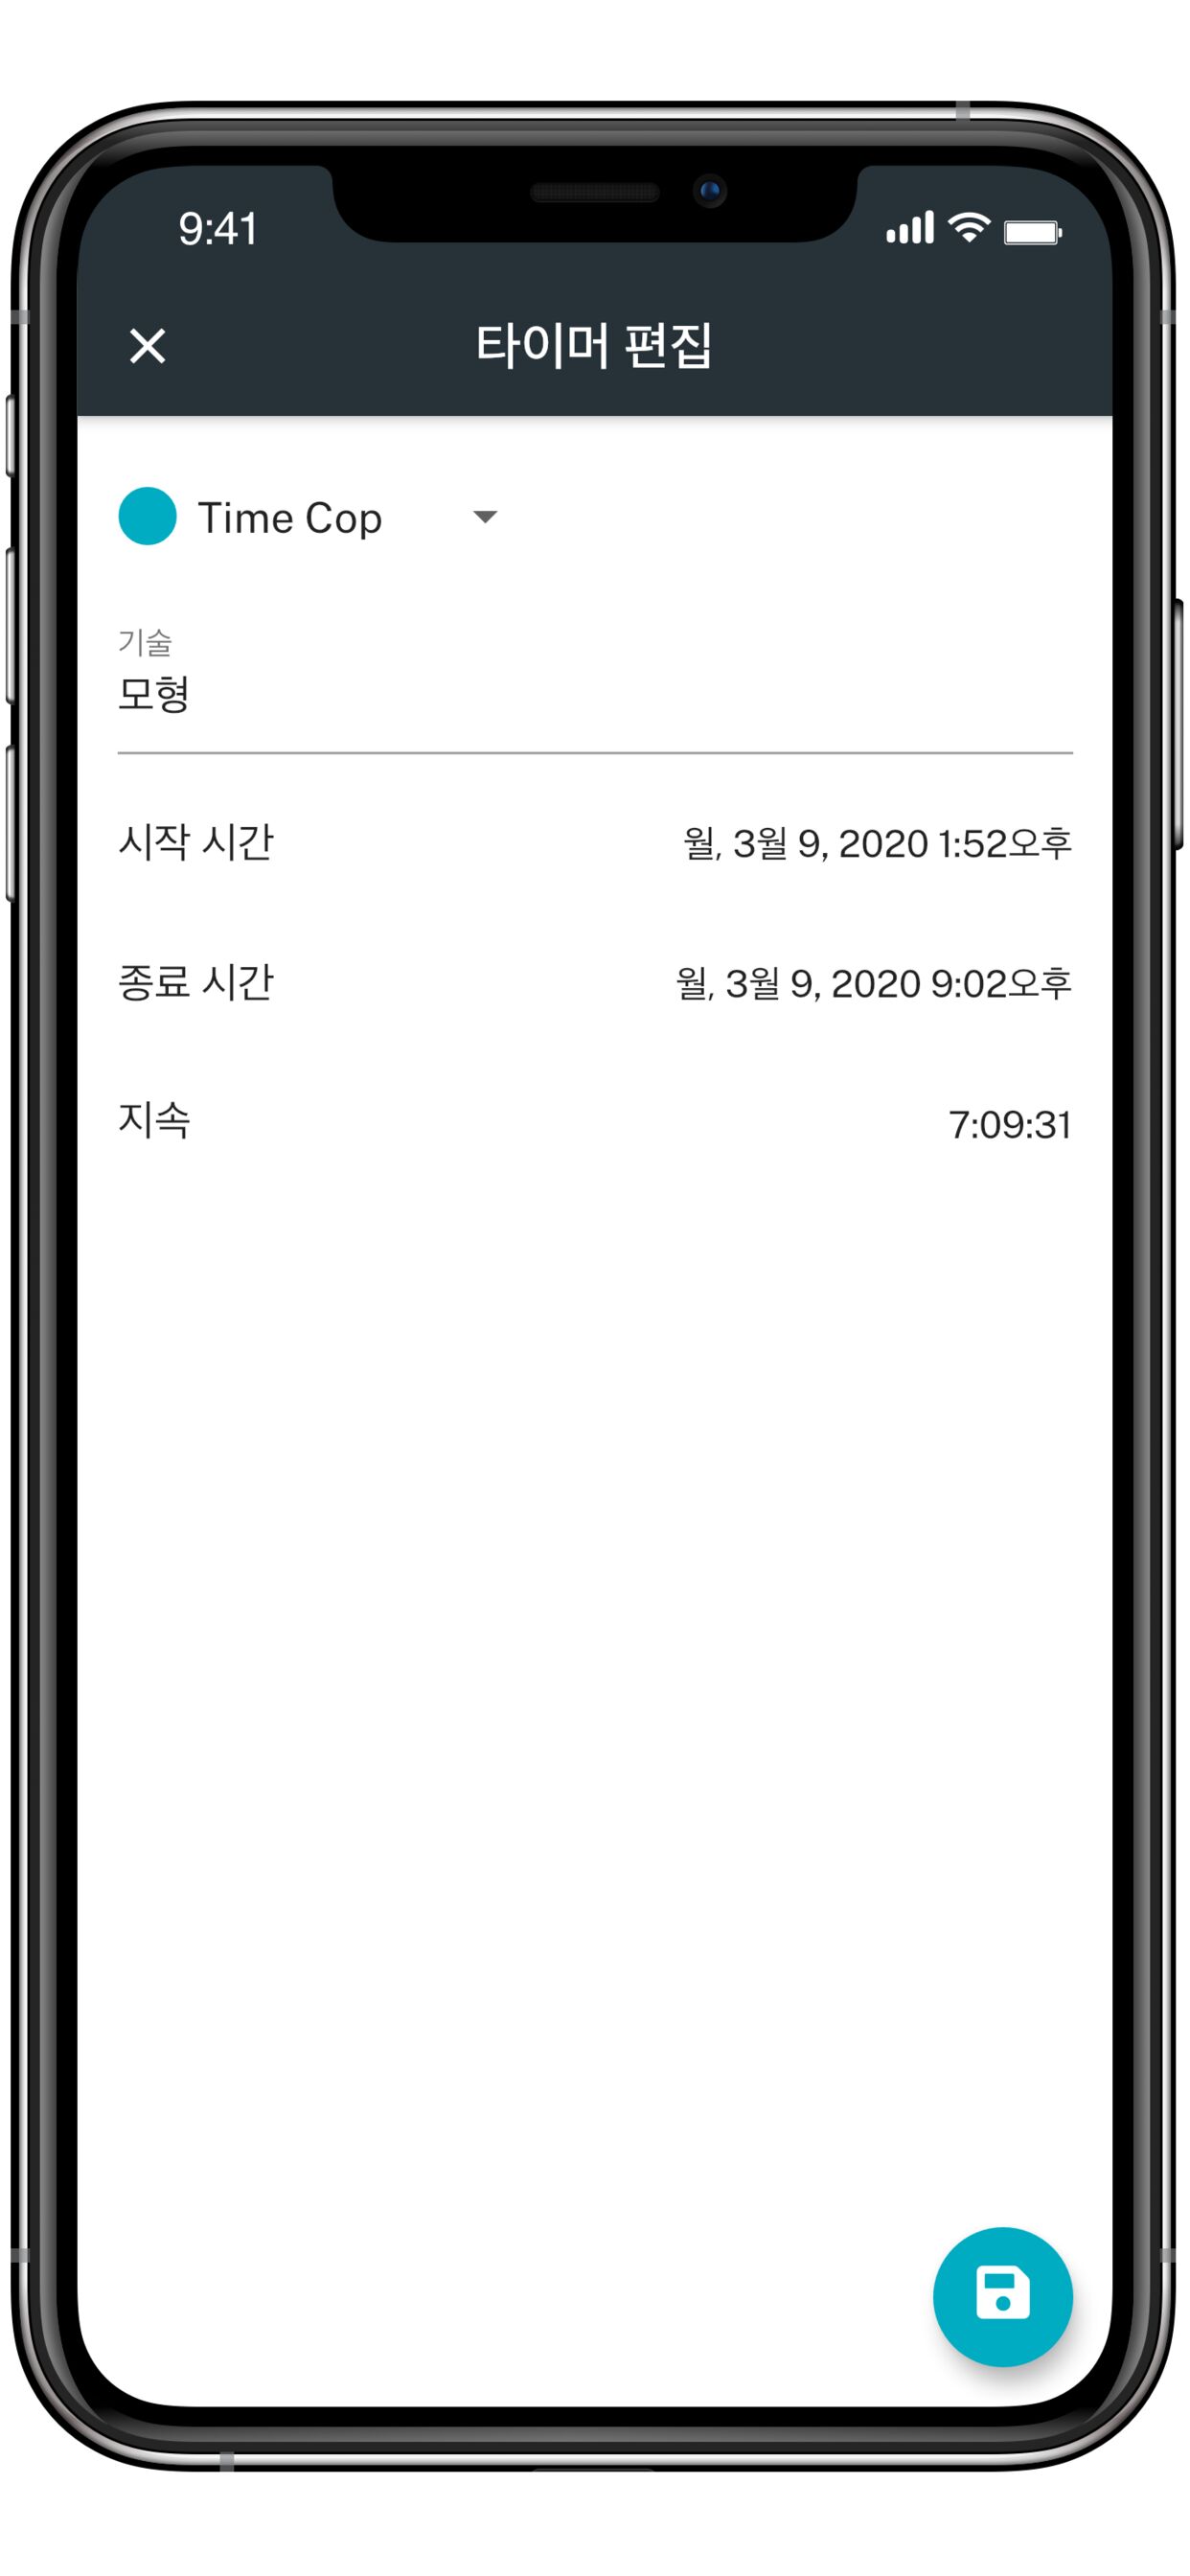 9:41
타이머 편집
Time Cop
기술
모형
시작 시간 월, 3월 9, 2020 1:52오후
종료 시간 월, 3월 9, 2020 9:02오후
지속 7:09:31